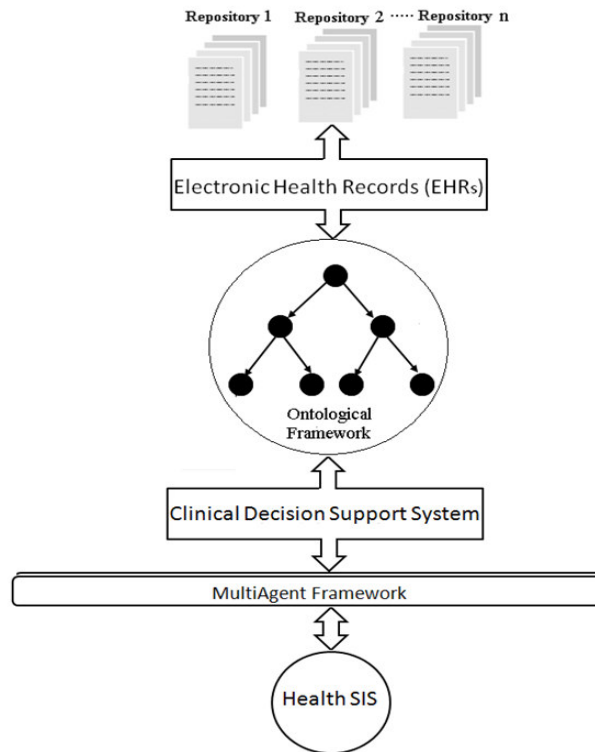 Repository 1 Repository 2 ····· Repository n
Electronic Health Records (EHRs)
Ontological
Framework
Clinical Decision Support System
MultiAgent Framework
Health SIS